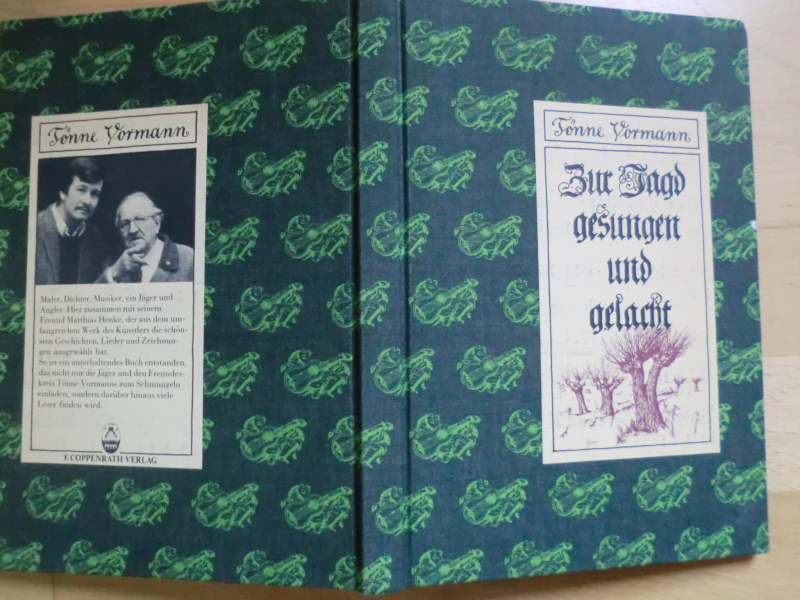 Tönne Vormann
Maler, Dichter, Musiker, ein Jäger und
Angler. Hier zusammen mit seinem
Freund Matthias Henke, der aus dem um-
fangreichen Werk des Künstlers die schön-
sten Geschichten, Lieder und Zeichnun-
gen ausgewählt hat.
So ist ein unterhaltendes Buch entstanden,
das nicht nur die Jäger und den Freundes-
kreis Tönne Vormanns zum Schmunzeln
einladen, sondern darüber hinaus viele
Leser finden wird.
F. COPPENRATH VERLAG
Tönne Vormann
Zur Jagd
gesungen
und
gelacht